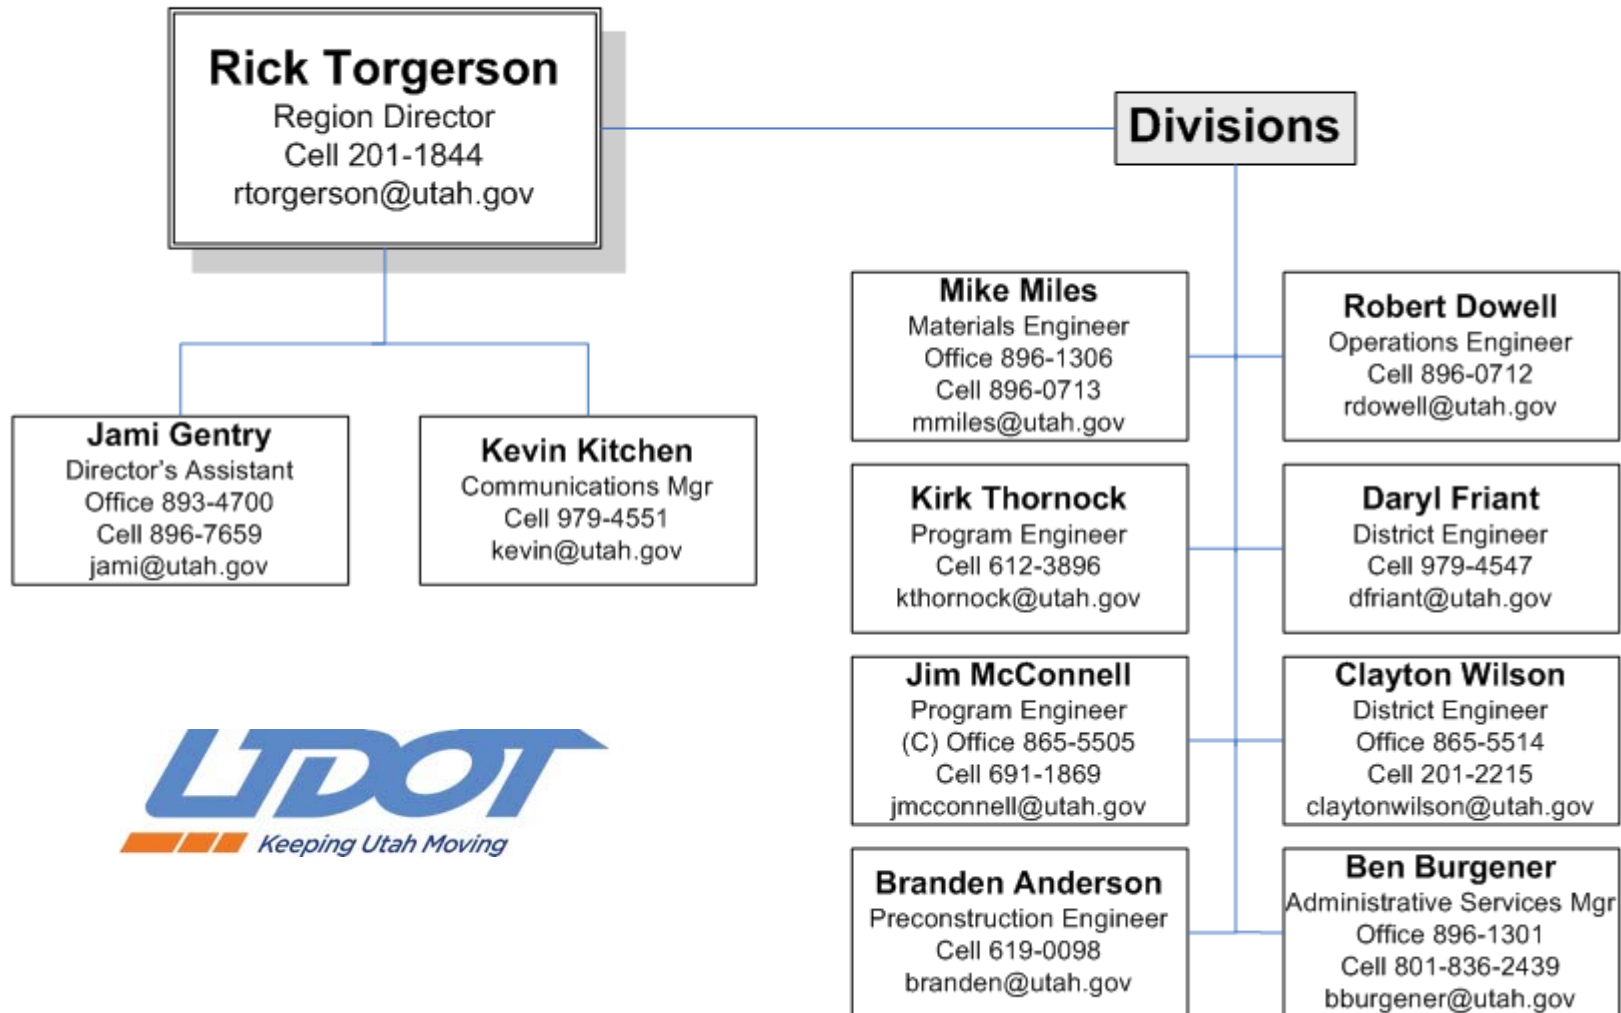 Rick Torgerson
Region Director
Cell 201-1844
rtorgerson@utah.gov
Divisions
Jami Gentry
Director's Assistant
Office 893-4700
Cell 896-7659
jami@utah.gov
Kevin Kitchen
Communications Mgr
Cell 979-4551
kevin@utah.gov
Mike Miles
Materials Engineer
Office 896-1306
Cell 896-0713
mmiles@utah.gov
Robert Dowell
Operations Engineer
Cell 896-0712
rdowell@utah.gov
Kirk Thornock
Program Engineer
Cell 612-3896
kthornock@utah.gov
Daryl Friant
District Engineer
Cell 979-4547
dfriant@utah.gov
Jim McConnell
Program Engineer
(C) Office 865-5505
Cell 691-1869
jmcconnell@utah.gov
Clayton Wilson
District Engineer
Office 865-5514
Cell 201-2215
claytonwilson@utah.gov
Branden Anderson
Preconstruction Engineer
Cell 619-0098
branden@utah.gov
Ben Burgener
Administrative Services Mgr
Office 896-1301
Cell 801-836-2439
bburgener@utah.gov
UDOT
Keeping Utah Moving